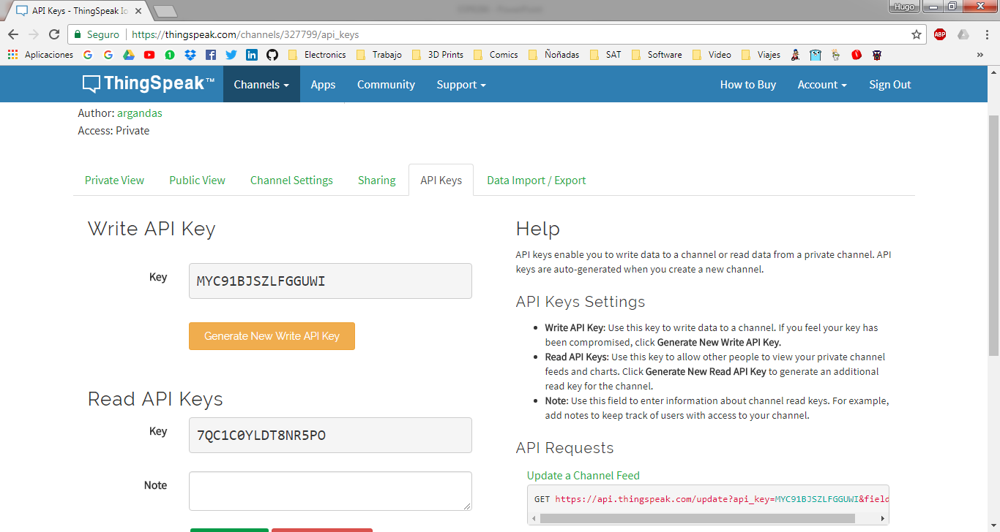 API Keys - ThingSpeak Io
Hugo
Seguro
https://thingspeak.com/channels/327799/api_keys
ABP
Aplicaciones
Electronics
Trabajo
3D Prints
Comics
Ñoñadas
SAT
Software
Video
Viajes
»
ThingSpeak™
Channels
Apps
Community
Support
How to Buy
Account
Sign Out
Author: argandas
Access: Private
Private View
Public View
Channel Settings
Sharing
API Keys
Data Import / Export
Write API Key
Key
MYC91BJSZLFGGUWI
Generate New Write API Key
Read API Keys
Key
7QC1C0YLDT8NR5PO
Note
Help
API keys enable you to write data to a channel or read data from a private channel. API
keys are auto-generated when you create a new channel.
API Keys Settings
• Write API Key: Use this key to write data to a channel. If you feel your key has
been compromised, click Generate New Write API Key.
• Read API Keys: Use this key to allow other people to view your private channel
feeds and charts. Click Generate New Read API Key to generate an additional
read key for the channel.
• Note: Use this field to enter information about channel read keys. For example,
add notes to keep track of users with access to your channel.
API Requests
Update a Channel Feed
GET https://api.thingspeak.com/update?api_key=MYC91BJSZLFGGUWI&field